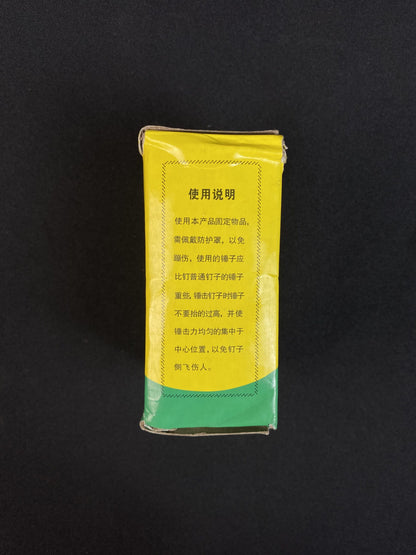 使用说明
使用本产品固定物品,
需佩戴防护罩，以免
蹦伤，使用的锤子应
比钉普通钉子的锤子
重些，锤击钉子时锤子
不要抬的过高，并使
锤击力均匀的集中于
中心位置，以免钉子
侧飞伤人。